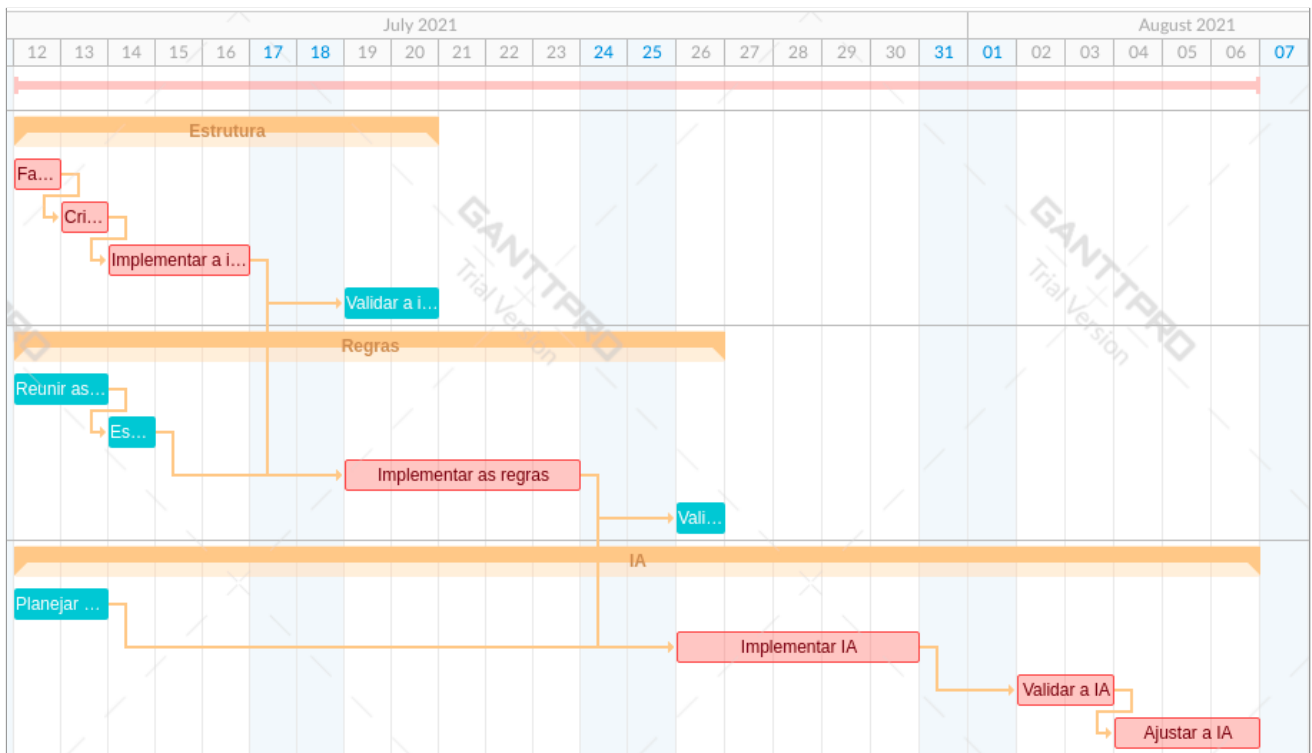 July 2021 August 2021
12 13 14 15 16 17 18 19 20 21 22 23 24 25 26 27 28 29 30 31 01 02 03 04 05 06 07
Estrutura
Fa...
Cri...
Implementar a i...
Validar a i...
GANTTPRO
Trial Version
GANTTPRO
Trial Version
PRO
Regras
Reunir as...
Es...
Implementar as regras
Vali...
IA
Planejar ...
Implementar IA
Validar a IA
Ajustar a IA